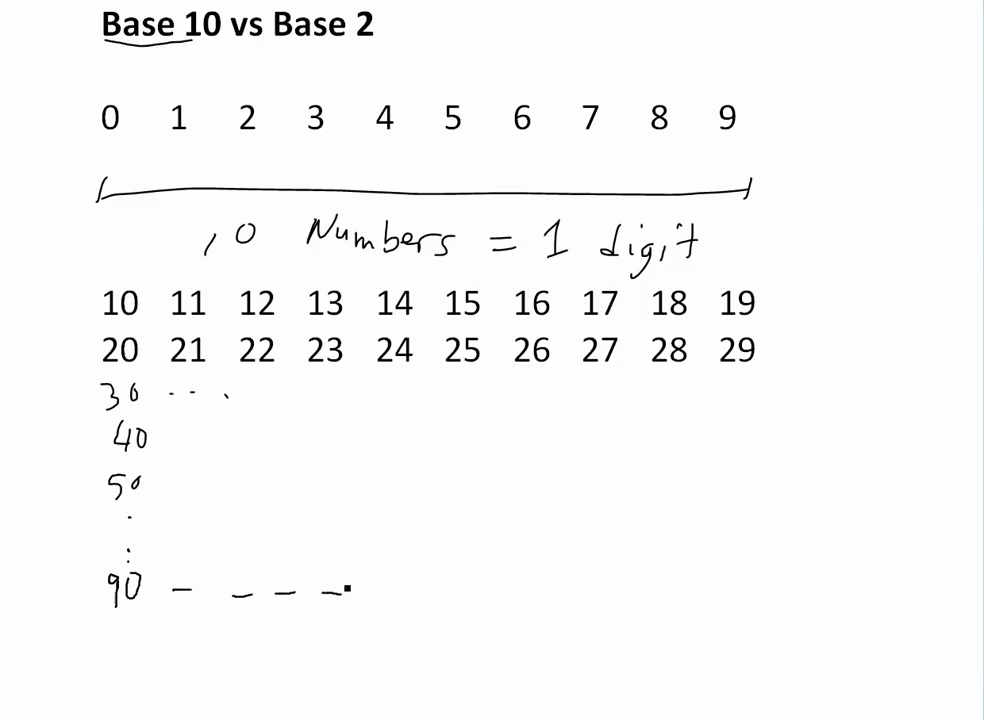 Base 10 vs Base 2
0 1 2 3 4 5 6 7 8 9
10 Numbers = 1 digit
10 11 12 13 14 15 16 17 18 19
20 21 22 23 24 25 26 27 28 29
30 ...
40
50
.
:
90 - - - -